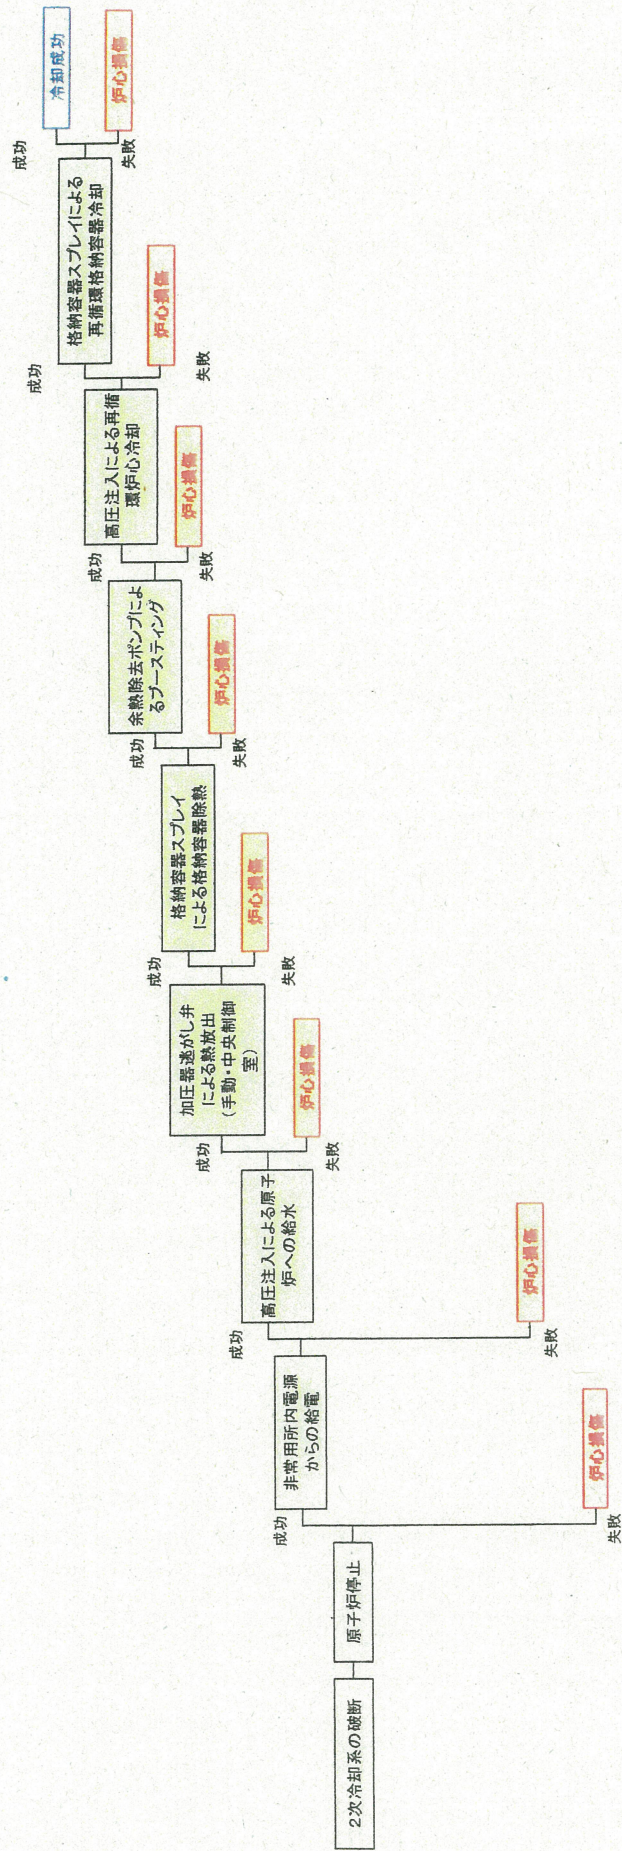 2次冷却系の破断
原子炉停止
成功
失敗
炉心損傷
非常用所内電源
からの給電
成功
失敗
炉心損傷
高圧注入による原子
炉への給水
成功
失敗
炉心損傷
加圧器逃がし弁
による熱放出
(手動・中央制御
室)
成功
失敗
炉心損傷
格納容器スプレイ
による格納容器除熱
成功
失敗
炉心損傷
余熱除去ポンプによ
るブースティング
成功
失敗
炉心損傷
高圧注入による再循
環炉心冷却
成功
失敗
炉心損傷
格納容器スプレイによる
再循環格納容器冷却
成功
失敗
冷却成功
炉心損傷